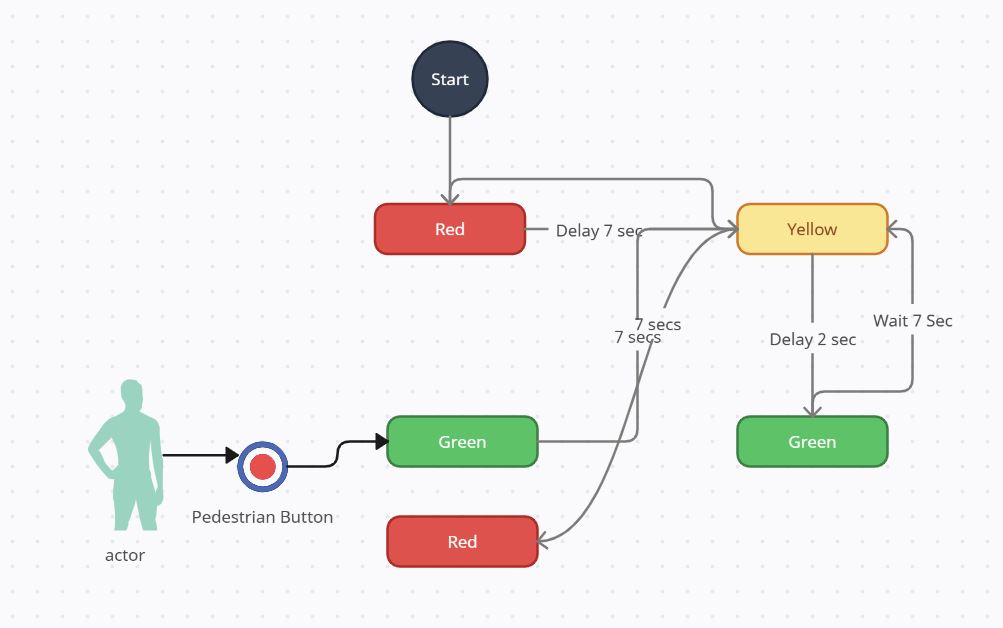 Start
Red
Delay 7 sec
Yellow
7 secs
7 secs
Delay 2 sec
Wait 7 Sec
Green
Green
Pedestrian Button
Red
actor